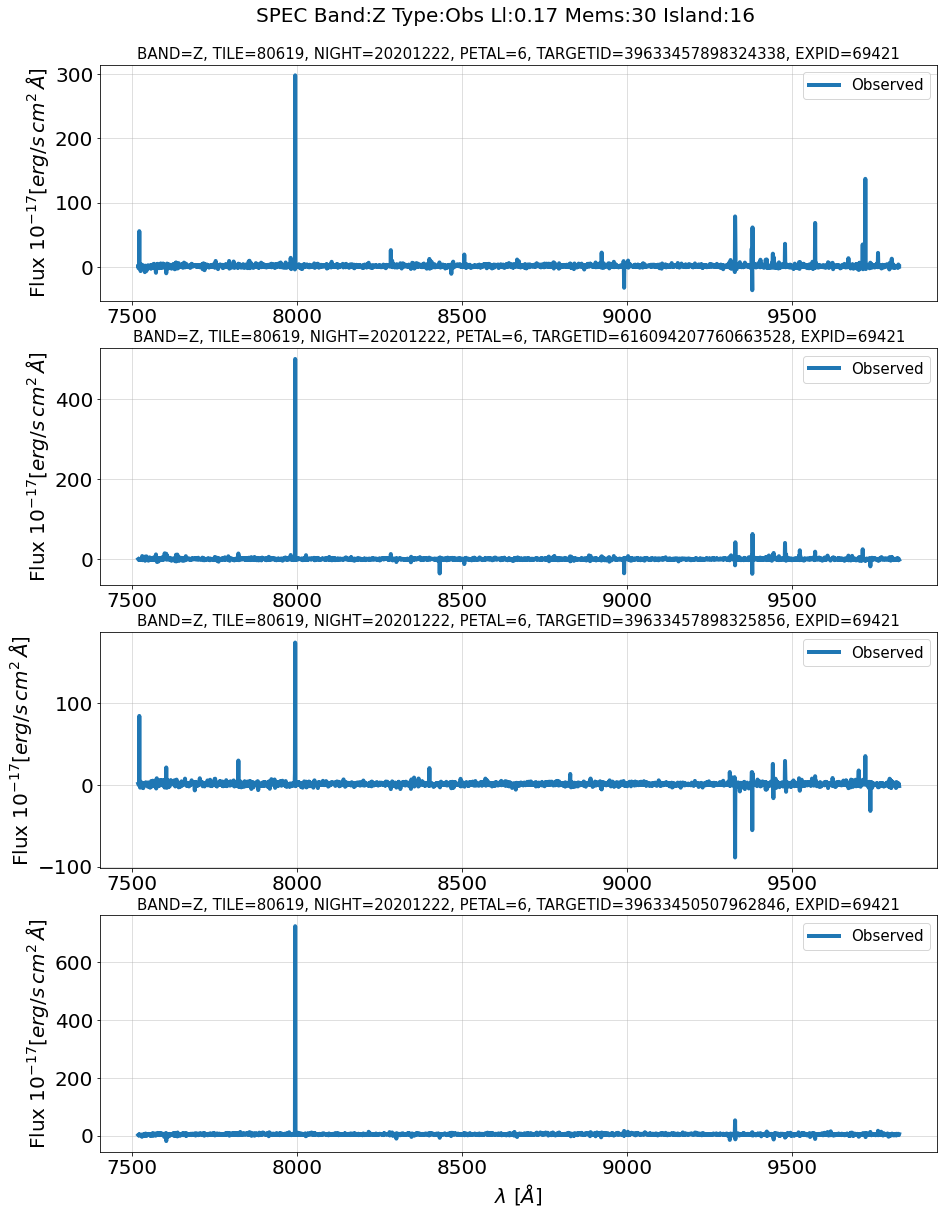 SPEC Band:Z Type:Obs Ll:0.17 Mems:30 Island:16
BAND=Z, TILE=80619, NIGHT=20201222, PETAL=6, TARGETID=39633457898324338, EXPID=69421
Flux 10^{-17}[erg/s cm^2 Å]
300
200
100
0
Observed
7500 8000 8500 9000 9500
BAND=Z, TILE=80619, NIGHT=20201222, PETAL=6, TARGETID=616094207760663528, EXPID=69421
Flux 10^{-17}[erg/s cm^2 Å]
400
200
0
Observed
7500 8000 8500 9000 9500
BAND=Z, TILE=80619, NIGHT=20201222, PETAL=6, TARGETID=39633457898325856, EXPID=69421
Flux 10^{-17}[erg/s cm^2 Å]
100
0
−100
Observed
7500 8000 8500 9000 9500
BAND=Z, TILE=80619, NIGHT=20201222, PETAL=6, TARGETID=39633450507962846, EXPID=69421
Flux 10^{-17}[erg/s cm^2 Å]
600
400
200
0
Observed
7500 8000 8500 9000 9500
λ [Å]